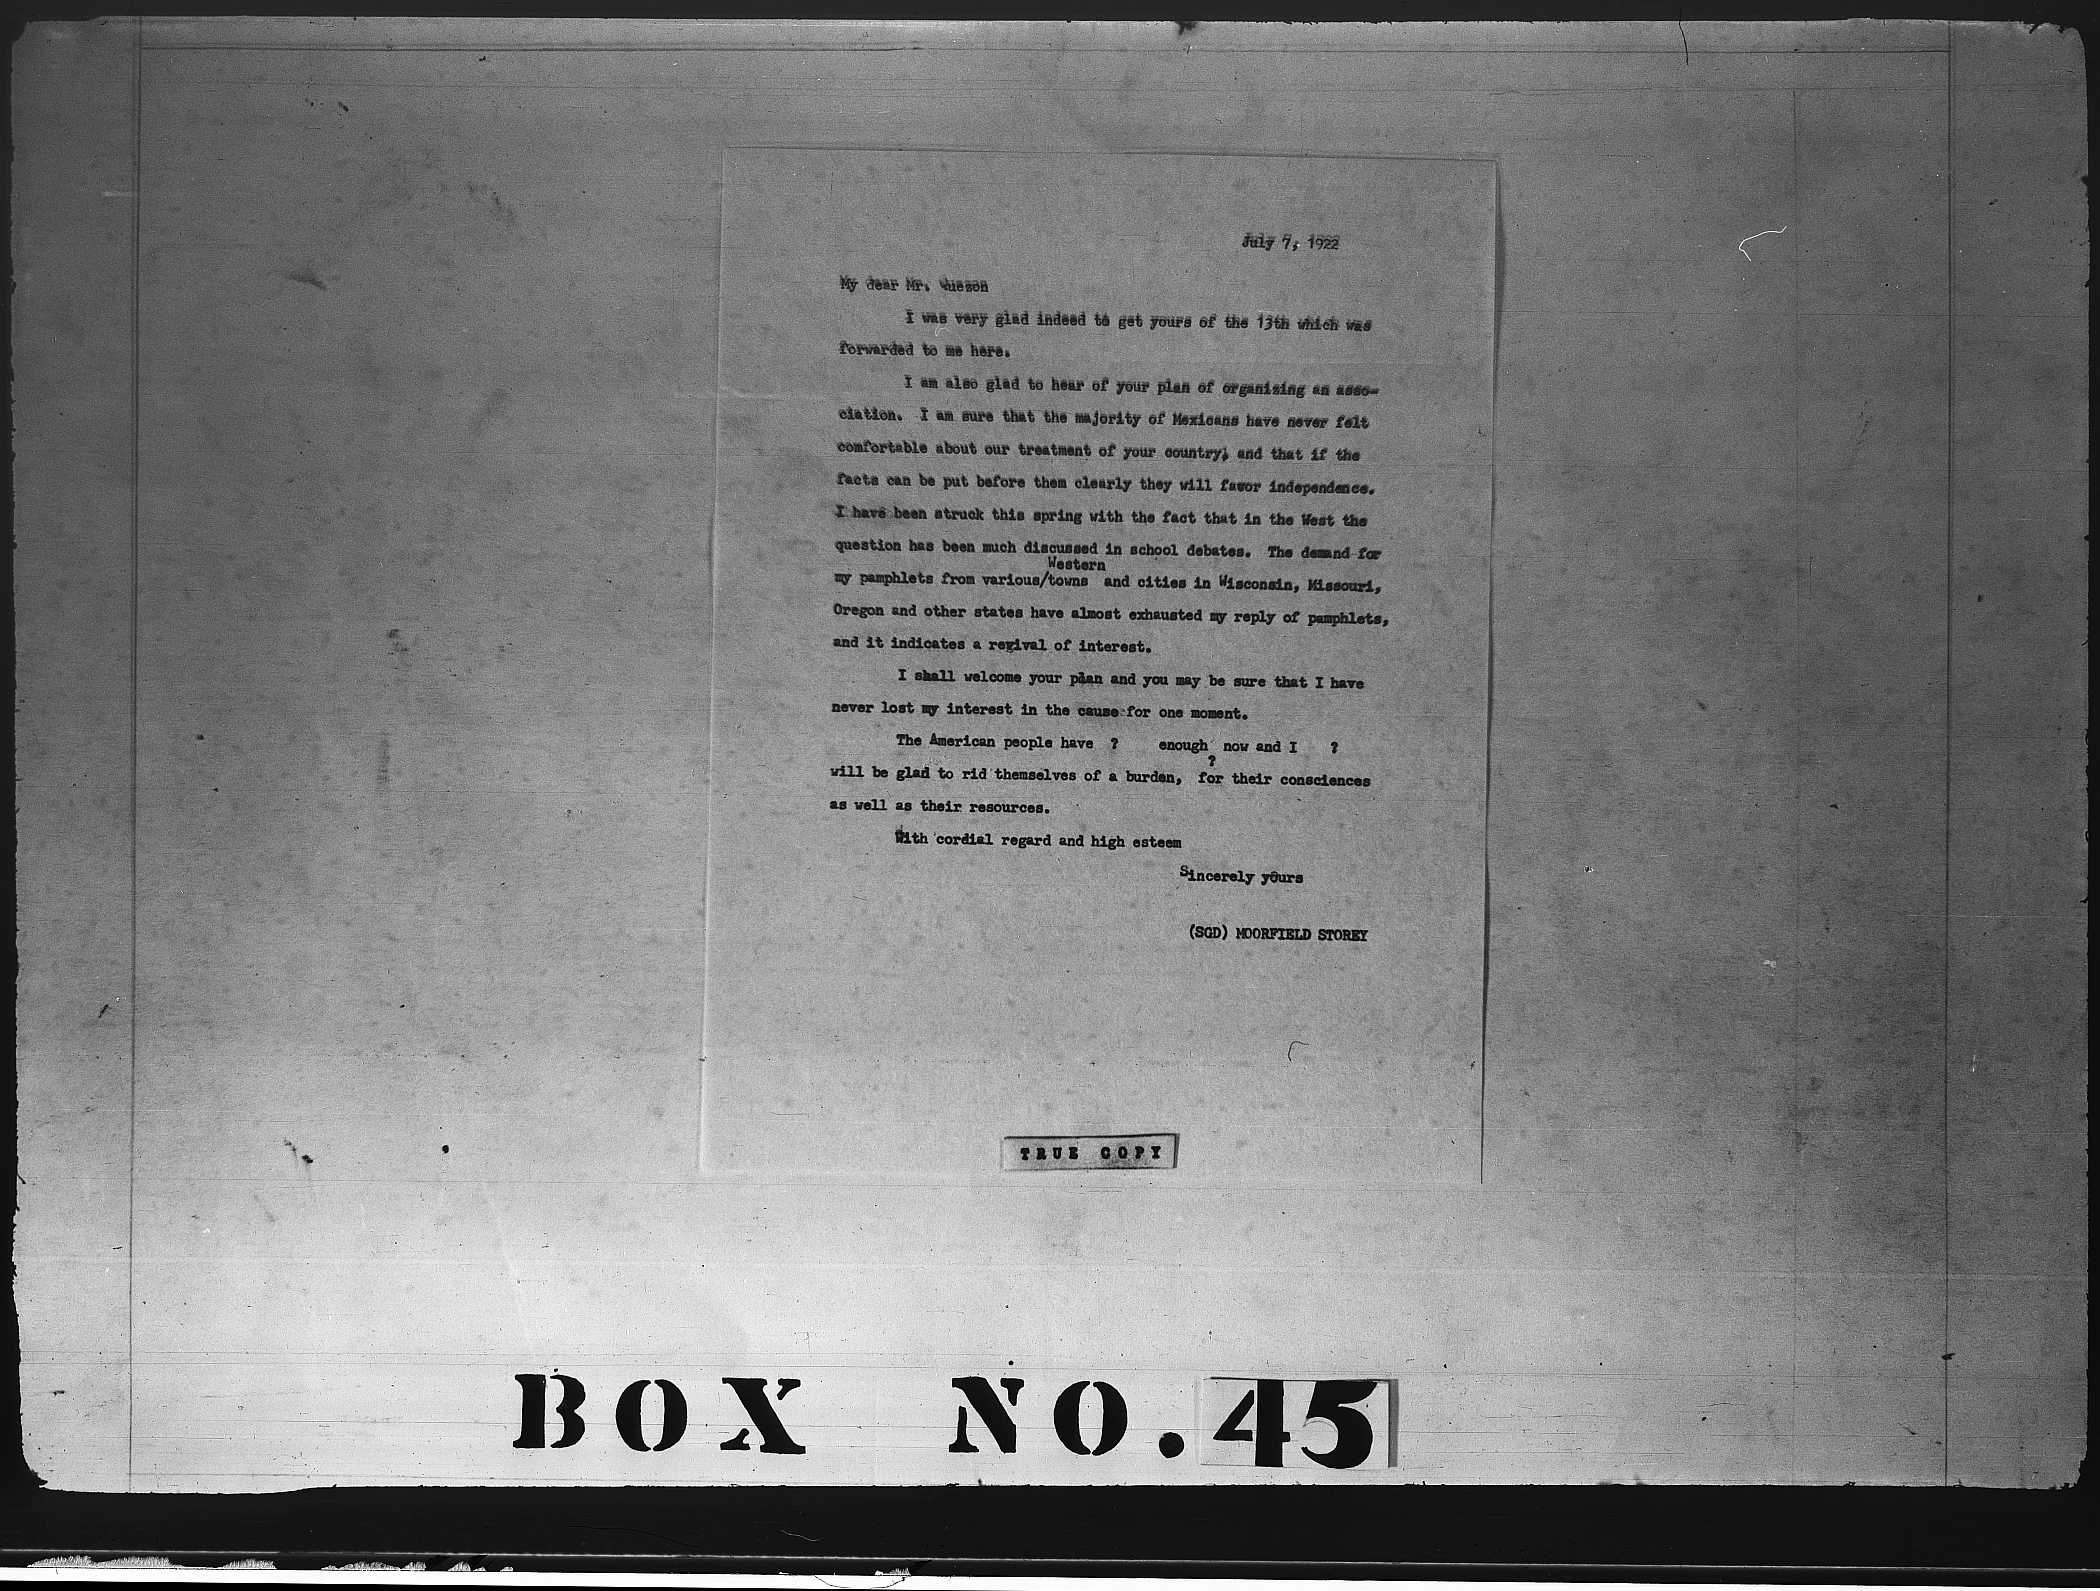 July 7, 1922
My dear Mr. Quezon
I was very glad indeed to get yours of the 13th which was
forwarded to me here.
I am also glad to hear of your plan of organizing an asso-
ciation. I am sure that the majority of Mexicans have never felt
comfortable about our treatment of your country; and that if the
facts can be put before them clearly they will favor independence.
I have been struck this spring with the fact that in the West the
question has been much discussed in school debates. The demand for
Western
my pamphlets from various/towns and cities in Wisconsin, Missouri,
Oregon and other states have almost exhausted my reply of pamphlets,
and it indicates a revival of interest.
I shall welcome your plan and you may be sure that I have
never lost my interest in the cause for one moment.
The American people have ? enough now and I ?
?
will be glad to rid themselves of a burden, for their consciences
as well as their resources.
With cordial regard and high esteem
Sincerely yours
(SGD) MOORFIELD STOREY
TRUE COPY
BOX NO. 45